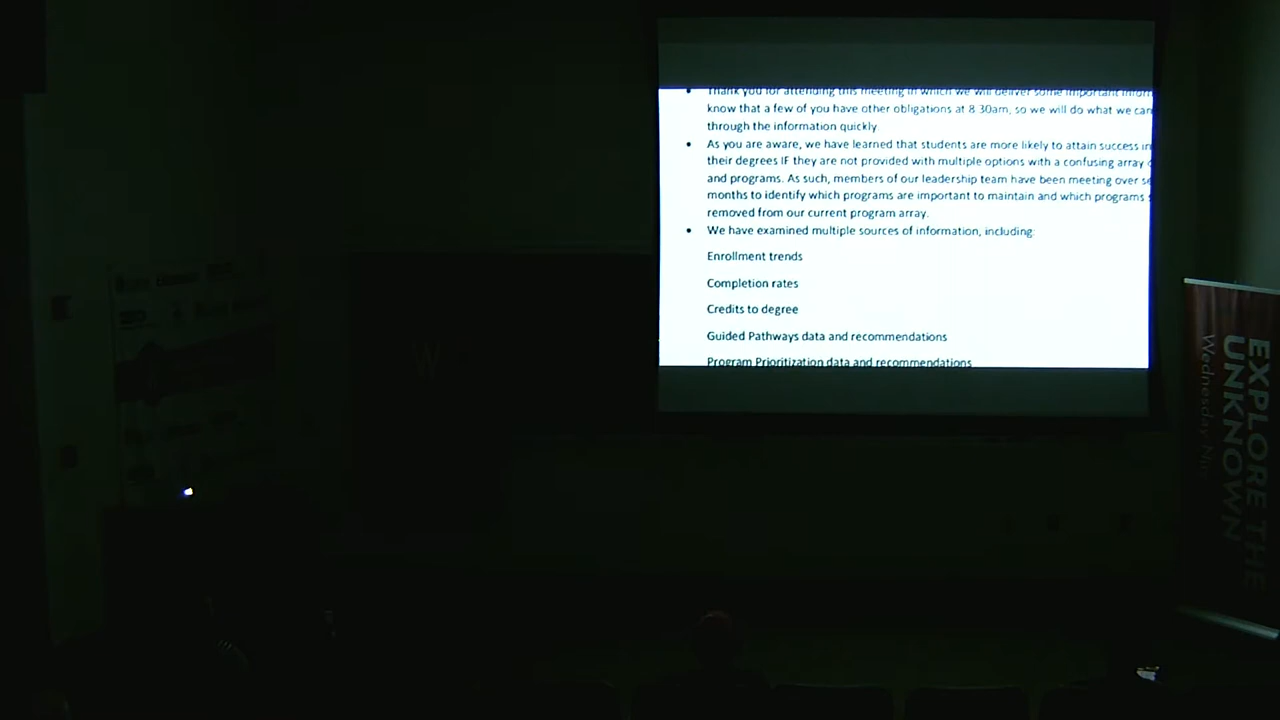 Thank you for attending this meeting in which we will deliver some important
know that a few of you have other obligations at 8 30am, so we will do what we can
through the information quickly
As you are aware, we have learned that students are more likely to attain success in
their degrees IF they are not provided with multiple options with a confusing array
and programs. As such, members of our leadership team have been meeting over
months to identify which programs are important to maintain and which programs
removed from our current program array.
We have examined multiple sources of information, including:
Enrollment trends
Completion rates
Credits to degree
Guided Pathways data and recommendations
Program Prioritization data and recommendations
EXPLORE THE
UNKNOWN
Wednesday
W